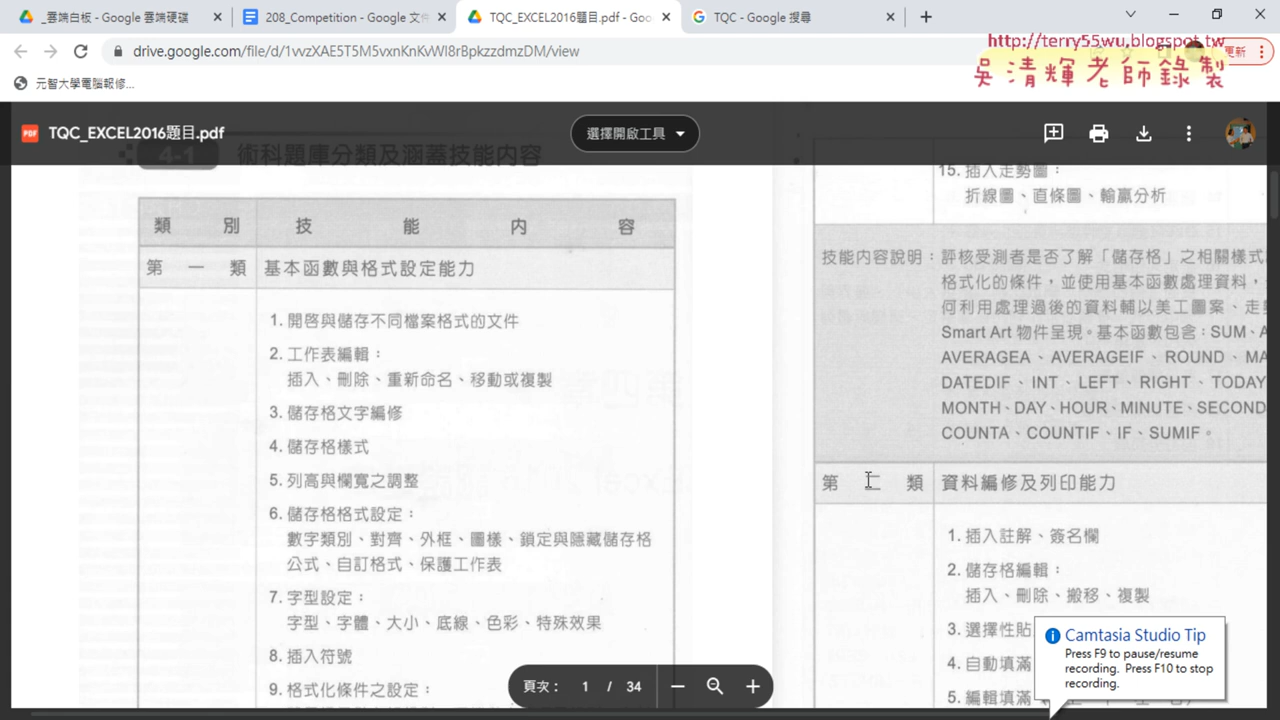 _雲端白板 - Google 雲端硬碟
208_Competition - Google 文件
TQC_EXCEL2016題目.pdf - Goo
TQC - Google 搜尋
drive.google.com/file/d/1vvzXAE5T5M5vxnKnKvWl8rBpkzzdmzDM/view
更新
http://terry55wu.blogspot.tw
吳清輝老師錄製
元智大學電腦報修...
PDF
TQC_EXCEL2016題目.pdf
選擇開啟工具
4-1 術科題庫分類及涵蓋技能內容
類 別 技 能 內 容
第 一 類 基本函數與格式設定能力
1. 開啟與儲存不同檔案格式的文件
2. 工作表編輯：
插入、刪除、重新命名、移動或複製
3. 儲存格文字編修
4. 儲存格樣式
5. 列高與欄寬之調整
6. 儲存格格式設定：
數字類別、對齊、外框、圖樣、鎖定與隱藏儲存格
公式、自訂格式、保護工作表
7. 字型設定：
字型、字體、大小、底線、色彩、特殊效果
8. 插入符號
9. 格式化條件之設定：
15. 插入走勢圖：
折線圖、直條圖、輸贏分析
技能內容說明：評核受測者是否了解「儲存格」之相關樣式
格式化的條件，並使用基本函數處理資料，
何利用處理過後的資料輔以美工圖案、走
Smart Art 物件呈現。基本函數包含：SUM、A
AVERAGEA、AVERAGEIF、ROUND、MA
DATEDIF、INT、LEFT、RIGHT、TODAY
MONTH、DAY、HOUR、MINUTE、SECOND
COUNTA、COUNTIF、IF、SUMIF。
第 二 類 資料編修及列印能力
1. 插入註解、簽名欄
2. 儲存格編輯：
插入、刪除、搬移、複製
3. 選擇性貼
4. 自動填滿
5. 編輯填滿
Camtasia Studio Tip
Press F9 to pause/resume
recording. Press F10 to stop
recording.
頁次： 1 / 34